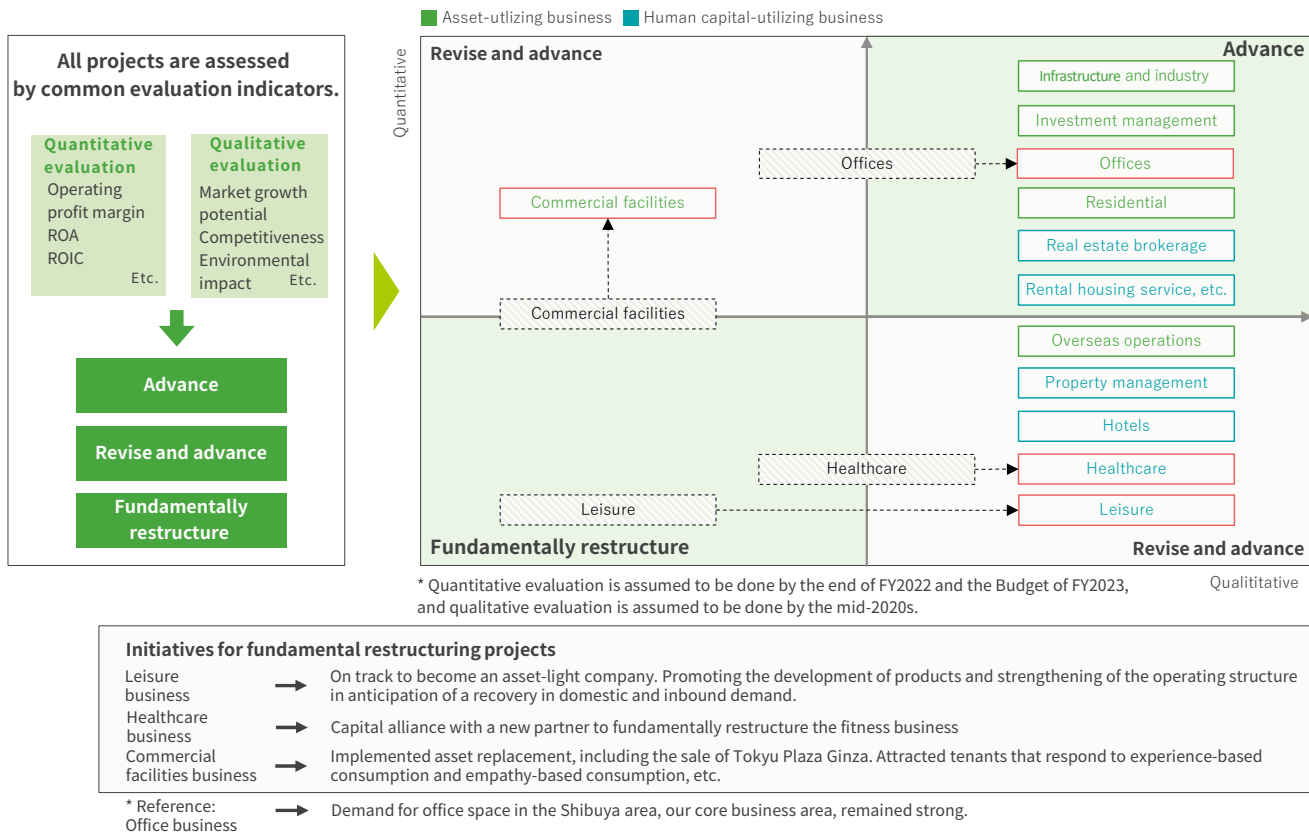 Asset-utlizing business
Human capital-utilizing business
All projects are assessed
by common evaluation indicators.
Quantitative
evaluation
Operating
profit margin
ROA
ROIC
Etc.
Qualitative
evaluation
Market growth
potential
Competitiveness
Environmental
impact
Etc.
Advance
Revise and advance
Fundamentally
restructure
Quantitative
Revise and advance
Advance
Infrastructure and industry
Investment management
Offices
Offices
Commercial facilities
Residential
Real estate brokerage
Rental housing service, etc.
Commercial facilities
Overseas operations
Property management
Hotels
Healthcare
Healthcare
Leisure
Leisure
Fundamentally restructure
Revise and advance
Qualititative
* Quantitative evaluation is assumed to be done by the end of FY2022 and the Budget of FY2023,
and qualitative evaluation is assumed to be done by the mid-2020s.
Initiatives for fundamental restructuring projects
Leisure
business
On track to become an asset-light company. Promoting the development of products and strengthening of the operating structure
in anticipation of a recovery in domestic and inbound demand.
Healthcare
business
Capital alliance with a new partner to fundamentally restructure the fitness business
Commercial
facilities business
Implemented asset replacement, including the sale of Tokyu Plaza Ginza. Attracted tenants that respond to experience-based
consumption and empathy-based consumption, etc.
* Reference:
Office business
Demand for office space in the Shibuya area, our core business area, remained strong.